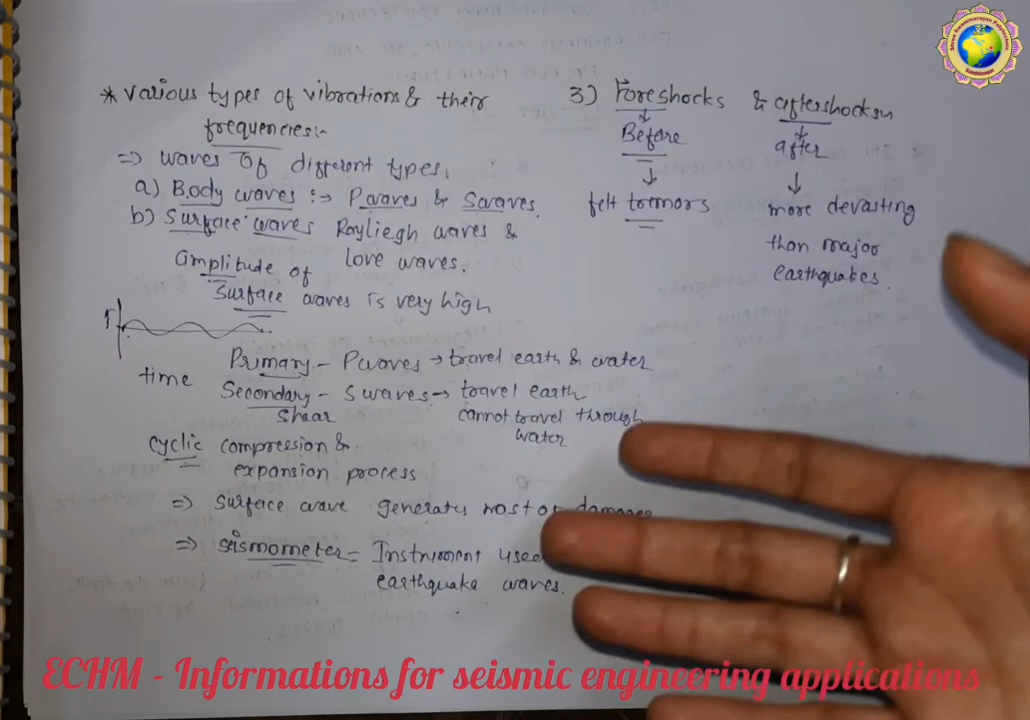 * various types of vibrations & their
frequencies:-
=> waves of different types.
a) Body waves :=> P waves & S waves.
b) Surface waves Rayliegh waves &
love waves.
amplitude of
Surface waves is very high
time
Primary - P waves → travel earth & water
Secondary - S waves → travel earth
Shear cannot travel through
water
cyclic compression &
expansion process
=> Surface wave generates most of damages
=> seismometer = Instrument used
earthquake waves.
3) Foreshocks & aftershocks
Before after
felt tremors more devasting
than major
earthquakes.
ECHM - Informations for seismic engineering applications